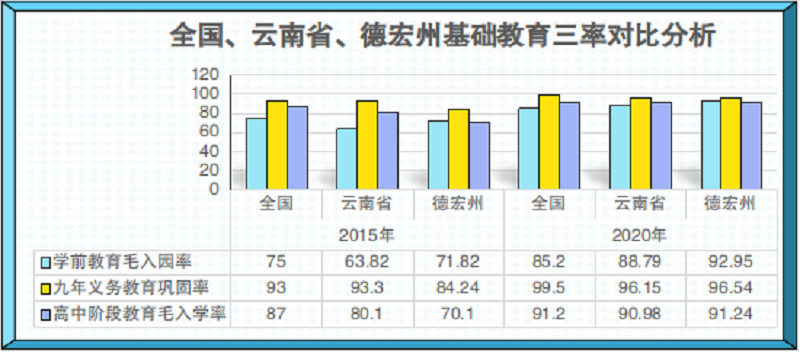 全国、云南省、德宏州基础教育三率对比分析
120
100
80
60
40
20
0
全国 云南省 德宏州 全国 云南省 德宏州
2015年 2020年
学前教育毛入园率 75 63.82 71.82 85.2 88.79 92.95
九年义务教育巩固率 93 93.3 84.24 99.5 96.15 96.54
高中阶段教育毛入学率 87 80.1 70.1 91.2 90.98 91.24